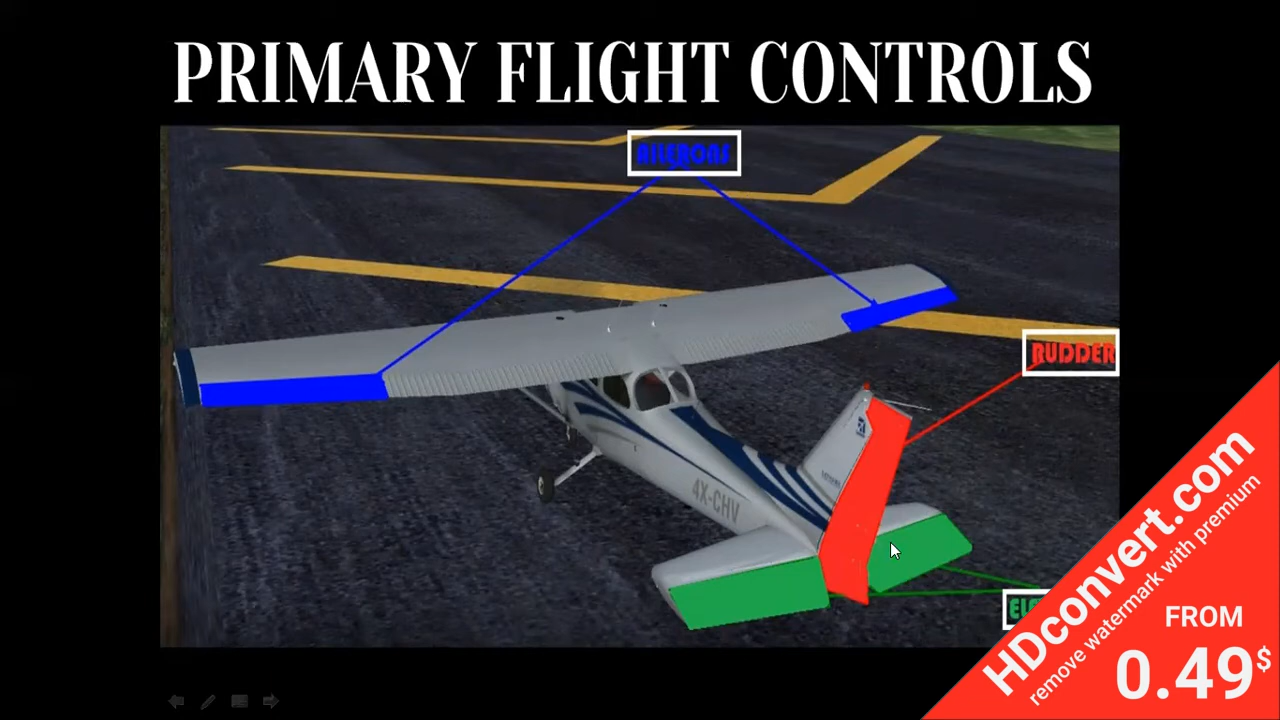 PRIMARY FLIGHT CONTROLS
AILERONS
RUDDER
4X-CHV
HDconvert.com
remove watermark with premium
FROM
0.49$